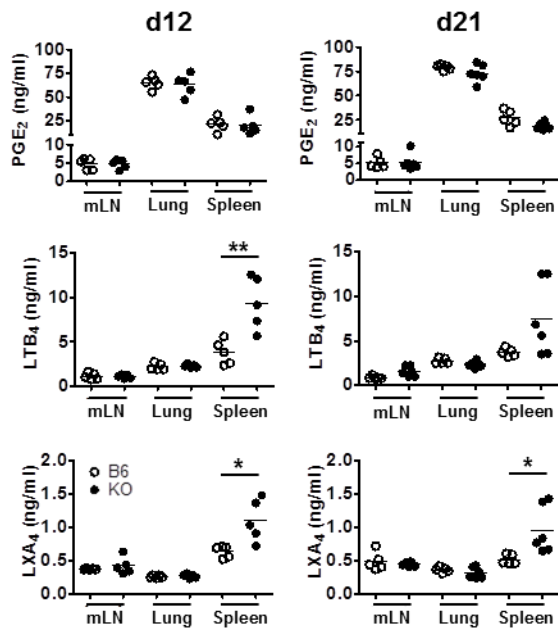 d12
d21
PGE₂ (ng/ml)
100
75
50
25
10
5
0
mLN Lung Spleen
PGE₂ (ng/ml)
100
75
50
25
10
5
0
mLN Lung Spleen
LTB₄ (ng/ml)
15
10
5
0
**
mLN Lung Spleen
LTB₄ (ng/ml)
15
10
5
0
mLN Lung Spleen
LXA₄ (ng/ml)
2.0
1.5
1.0
0.5
0.0
B6
KO
*
mLN Lung Spleen
LXA₄ (ng/ml)
2.0
1.5
1.0
0.5
0.0
*
mLN Lung Spleen